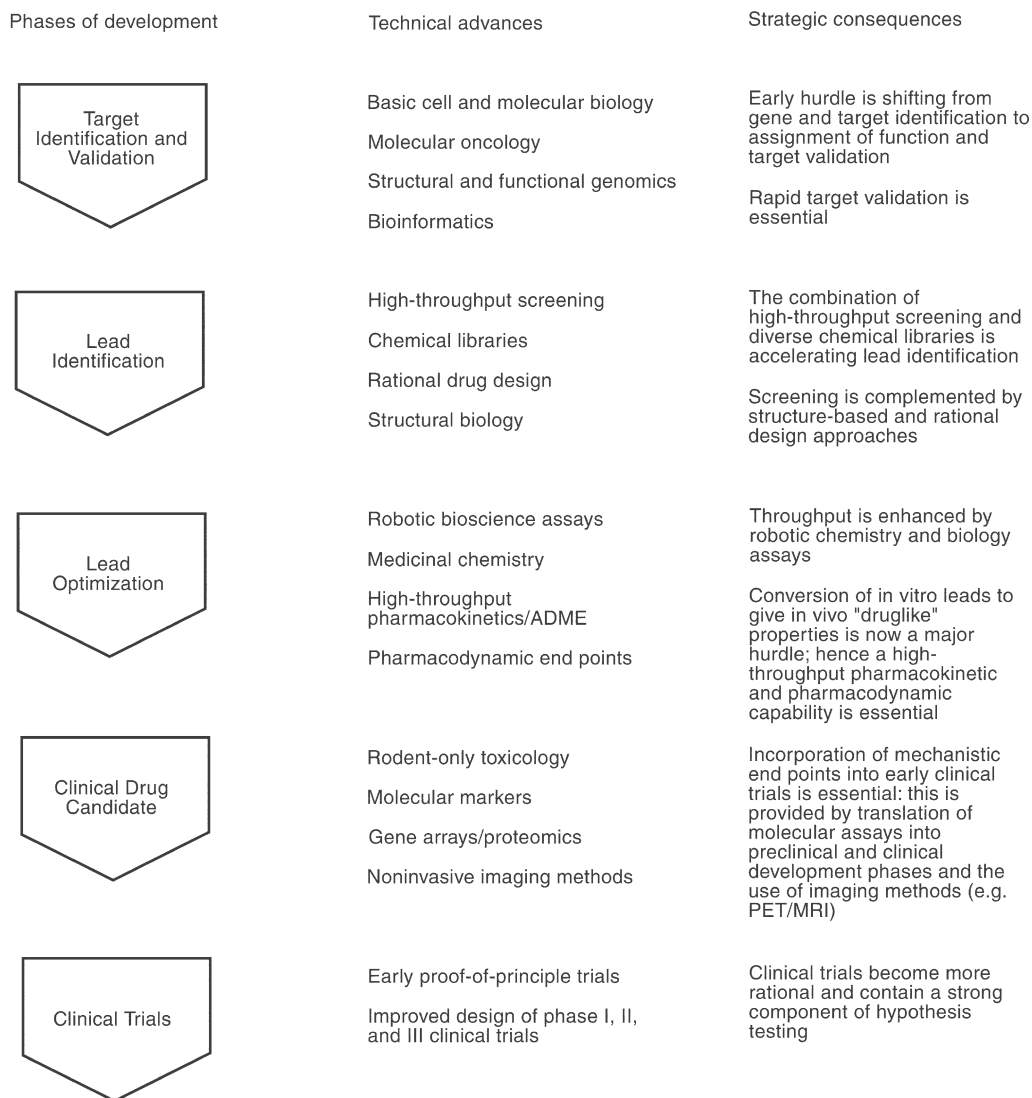 Phases of development
Technical advances
Strategic consequences
Target
Identification and
Validation
Basic cell and molecular biology
Molecular oncology
Structural and functional genomics
Bioinformatics
Early hurdle is shifting from
gene and target identification to
assignment of function and
target validation
Rapid target validation is
essential
Lead
Identification
High-throughput screening
Chemical libraries
Rational drug design
Structural biology
The combination of
high-throughput screening and
diverse chemical libraries is
accelerating lead identification
Screening is complemented by
structure-based and rational
design approaches
Lead
Optimization
Robotic bioscience assays
Medicinal chemistry
High-throughput
pharmacokinetics/ADME
Pharmacodynamic end points
Throughput is enhanced by
robotic chemistry and biology
assays
Conversion of in vitro leads to
give in vivo "druglike"
properties is now a major
hurdle; hence a high-
throughput pharmacokinetic
and pharmacodynamic
capability is essential
Clinical Drug
Candidate
Rodent-only toxicology
Molecular markers
Gene arrays/proteomics
Noninvasive imaging methods
Incorporation of mechanistic
end points into early clinical
trials is essential: this is
provided by translation of
molecular assays into
preclinical and clinical
development phases and the
use of imaging methods (e.g.
PET/MRI)
Clinical Trials
Early proof-of-principle trials
Improved design of phase I, II,
and III clinical trials
Clinical trials become more
rational and contain a strong
component of hypothesis
testing